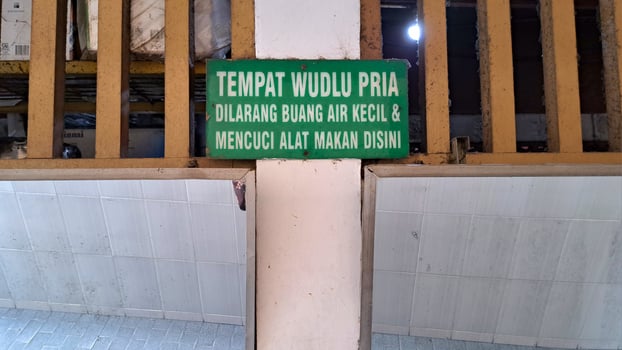 TEMPAT WUDLU PRIA
DILARANG BUANG AIR KECIL &
MENCUCI ALAT MAKAN DISINI